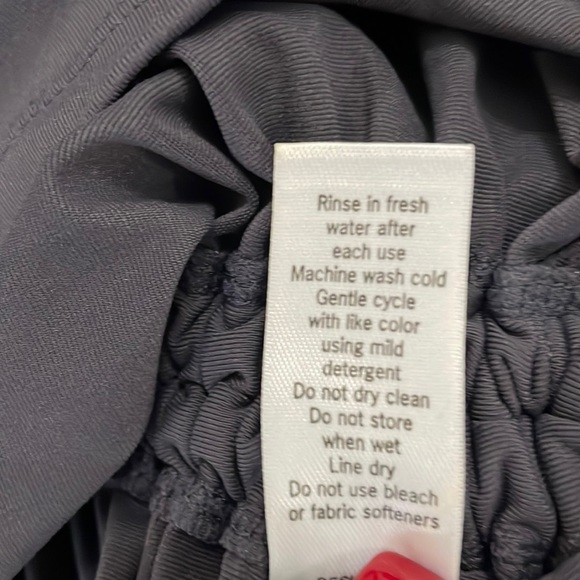 Rinse in fresh
water after
each use
Machine wash cold
Gentle cycle
with like color
using mild
detergent
Do not dry clean
Do not store
when wet
Line dry
Do not use bleach
or fabric softeners